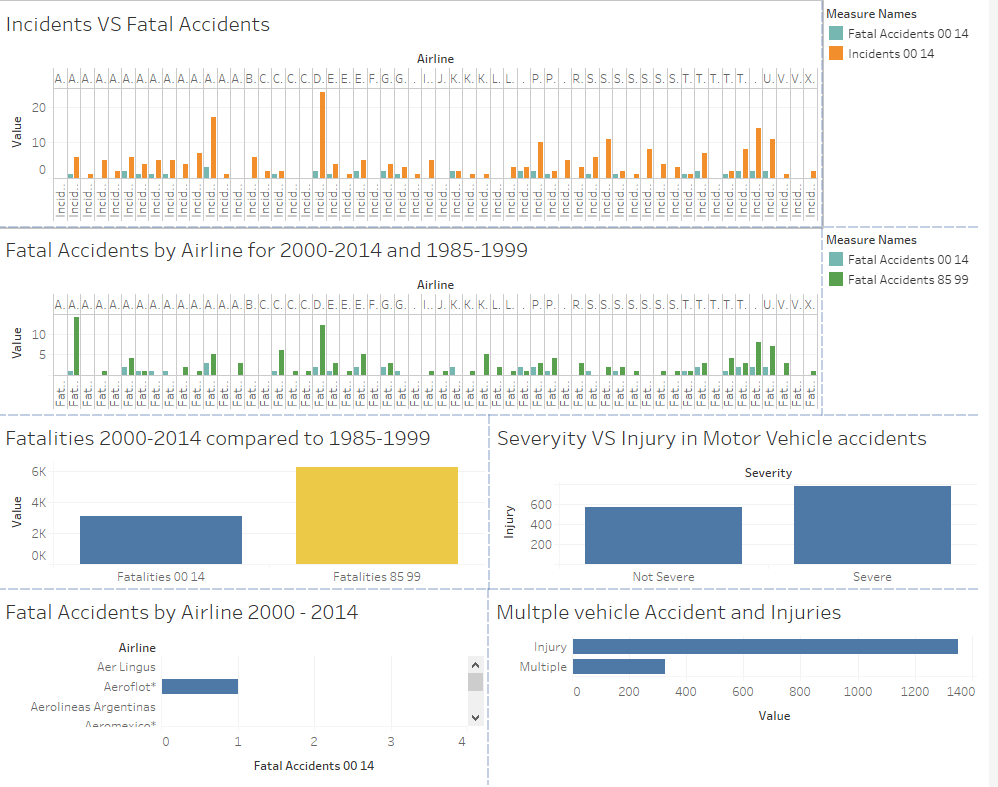 Incidents VS Fatal Accidents
Airline
A. A. A. A. A. A. A. A. A. A. A. A. A. A. B. C. C. C. C. D. E. E. E. F. G. G. . I.. J. K. K. K. L. L. . P. P. . R. S. S. S. S. S. S. S. T. T. T. T. T. . U. V. V. X.
Value
20
10
0
Incid..
Measure Names
Fatal Accidents 00 14
Incidents 00 14
Fatal Accidents by Airline for 2000-2014 and 1985-1999
Airline
A. A. A. A. A. A. A. A. A. A. A. A. A. A. B. C. C. C. C. D. E. E. E. F. G. G. . I.. J. K. K. K. L. L. . P. P. . R. S. S. S. S. S. S. S. T. T. T. T. T. . U. V. V. X.
Value
10
5
Fat..
Measure Names
Fatal Accidents 00 14
Fatal Accidents 85 99
Fatalities 2000-2014 compared to 1985-1999
Value
6K
4K
2K
0K
Fatalities 00 14 Fatalities 85 99
Severyity VS Injury in Motor Vehicle accidents
Severity
Injury
600
400
200
Not Severe Severe
Fatal Accidents by Airline 2000 - 2014
Airline
Aer Lingus
Aeroflot*
Aerolineas Argentinas
Aeromexico*
0 1 2 3 4
Fatal Accidents 00 14
Multple vehicle Accident and Injuries
Injury
Multiple
0 200 400 600 800 1000 1200 1400
Value